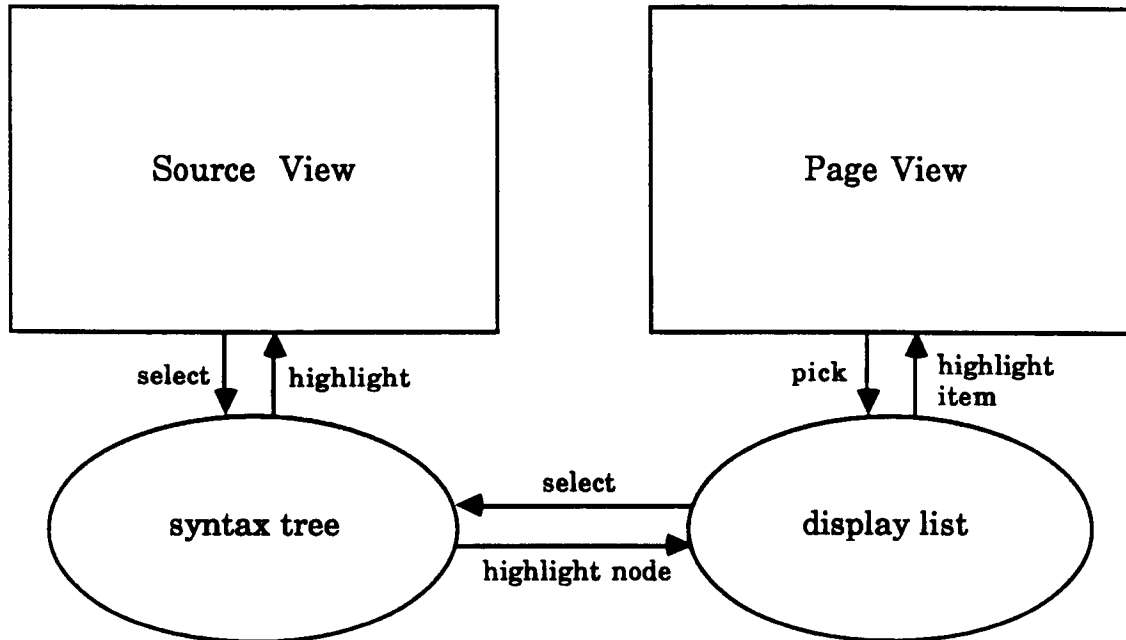 Source View
Page View
select
highlight
pick
highlight
item
select
syntax tree
display list
highlight node